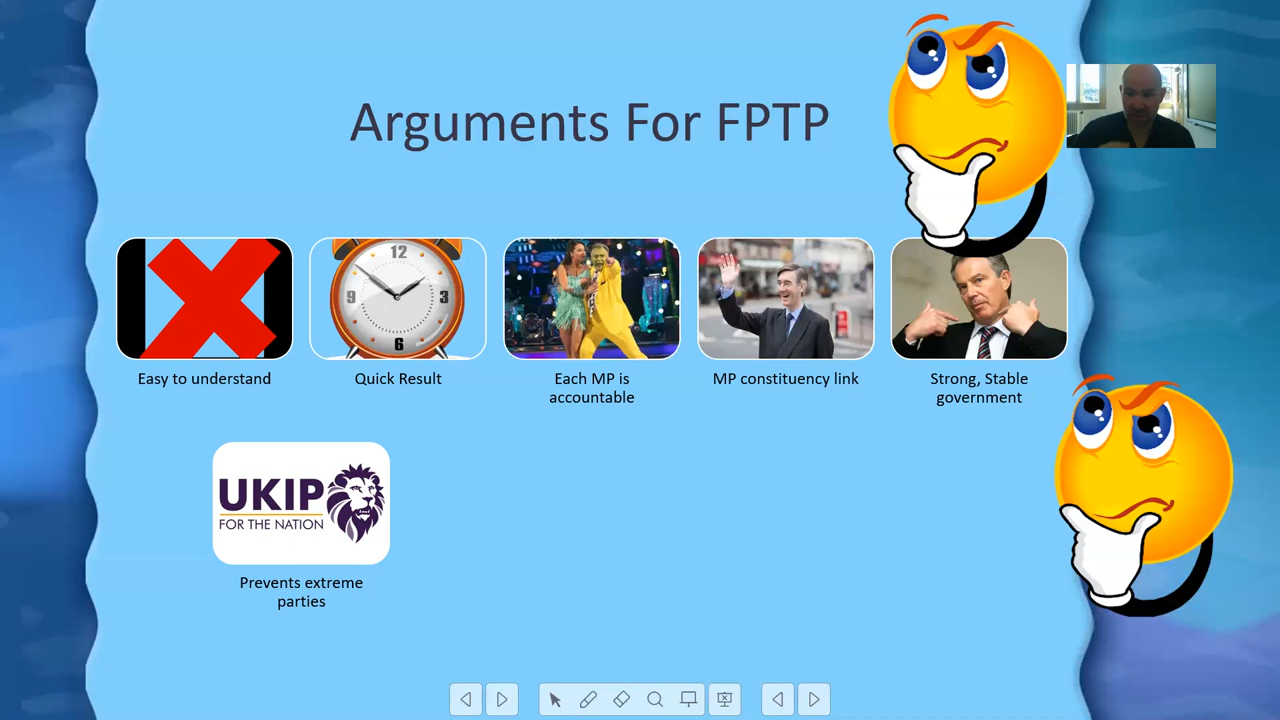 Arguments For FPTP
12
9
3
6
Easy to understand
Quick Result
Each MP is
accountable
MP constituency link
Strong, Stable
government
UKIP
FOR THE NATION
Prevents extreme
parties